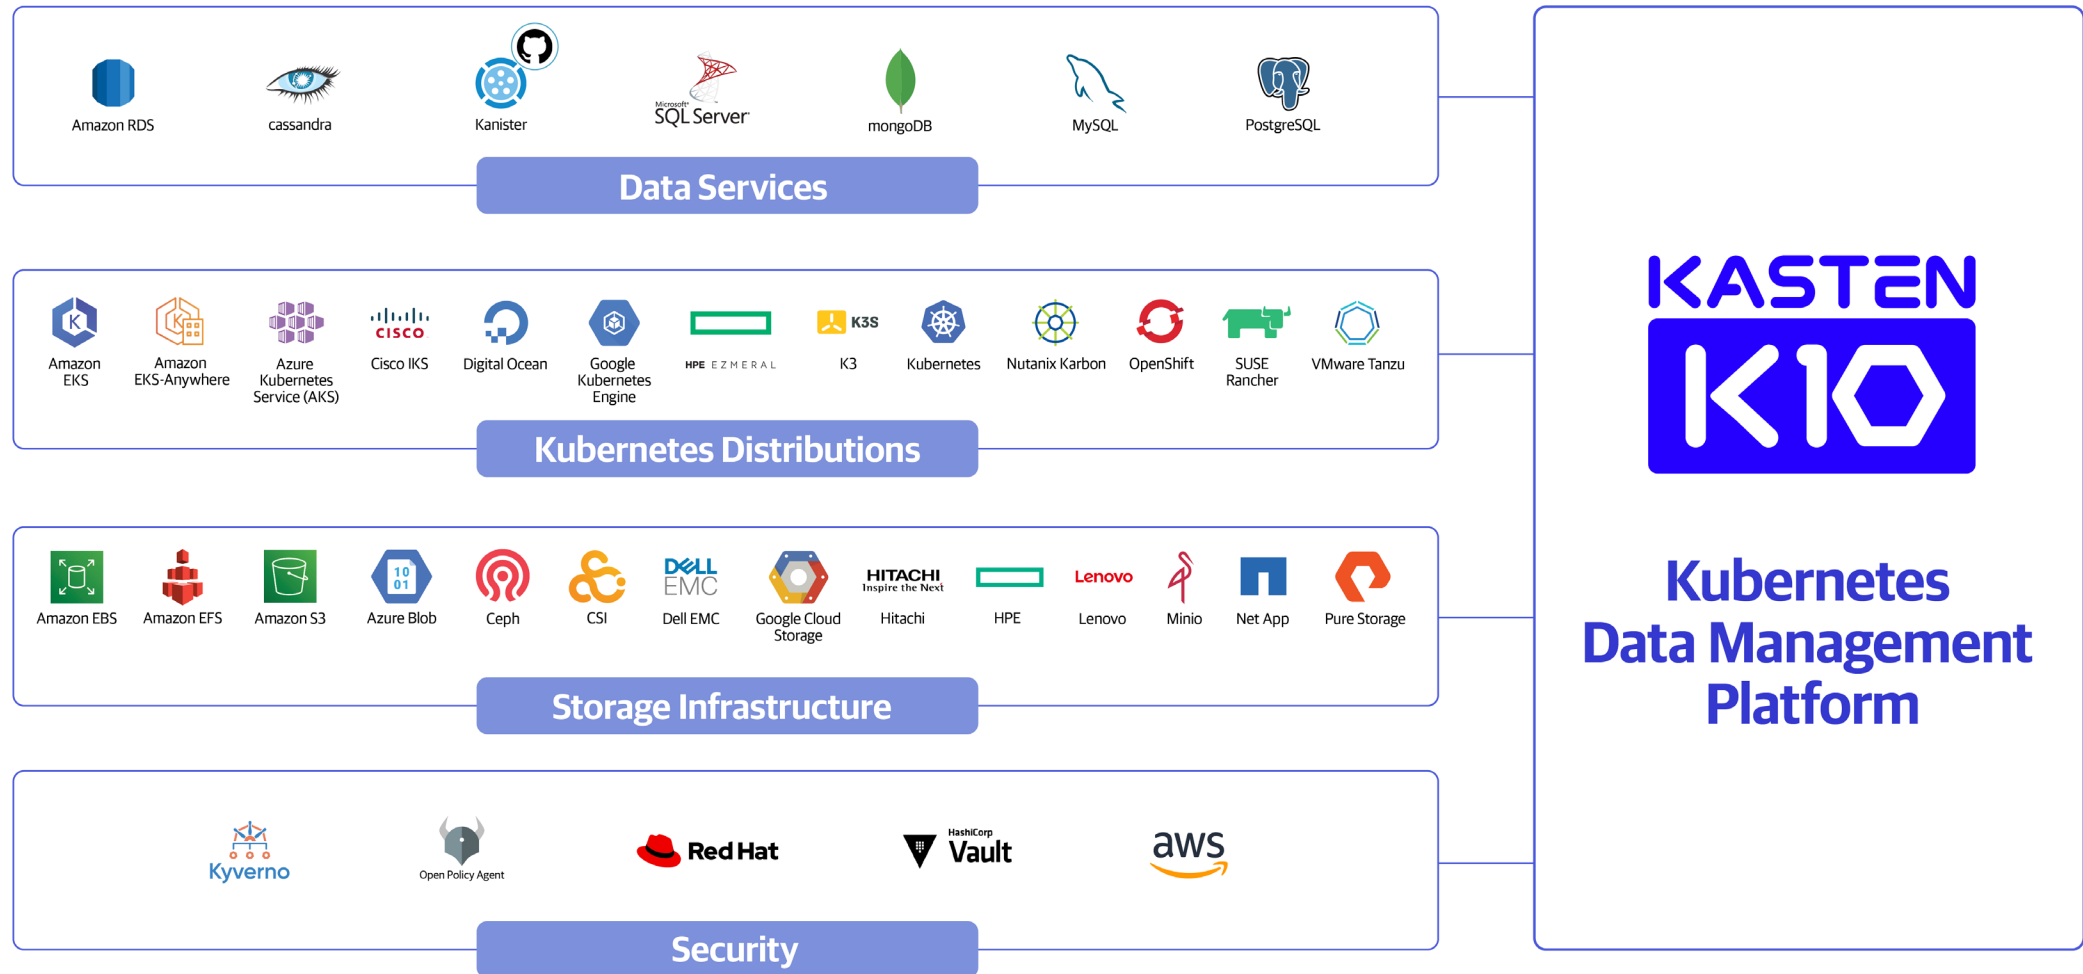 Amazon RDS
cassandra
Kanister
Microsoft®
SQL Server
mongoDB
MySQL
PostgreSQL
Data Services
Amazon
EKS
Amazon
EKS-Anywhere
Azure
Kubernetes
Service (AKS)
CISCO
Cisco IKS
Digital Ocean
Google
Kubernetes
Engine
HPE EZMERAL
K3S
K3
Kubernetes
Nutanix Karbon
OpenShift
SUSE
Rancher
VMware Tanzu
Kubernetes Distributions
Amazon EBS
Amazon EFS
Amazon S3
10
01
Azure Blob
Ceph
CSI
DELL
EMC
Dell EMC
Google Cloud
Storage
HITACHI
Inspire the Next
Hitachi
HPE
Lenovo
Lenovo
Minio
Net App
Pure Storage
Storage Infrastructure
Kyverno
Open Policy Agent
Red Hat
HashiCorp
Vault
aws
Security
KASTEN
K10
Kubernetes
Data Management
Platform